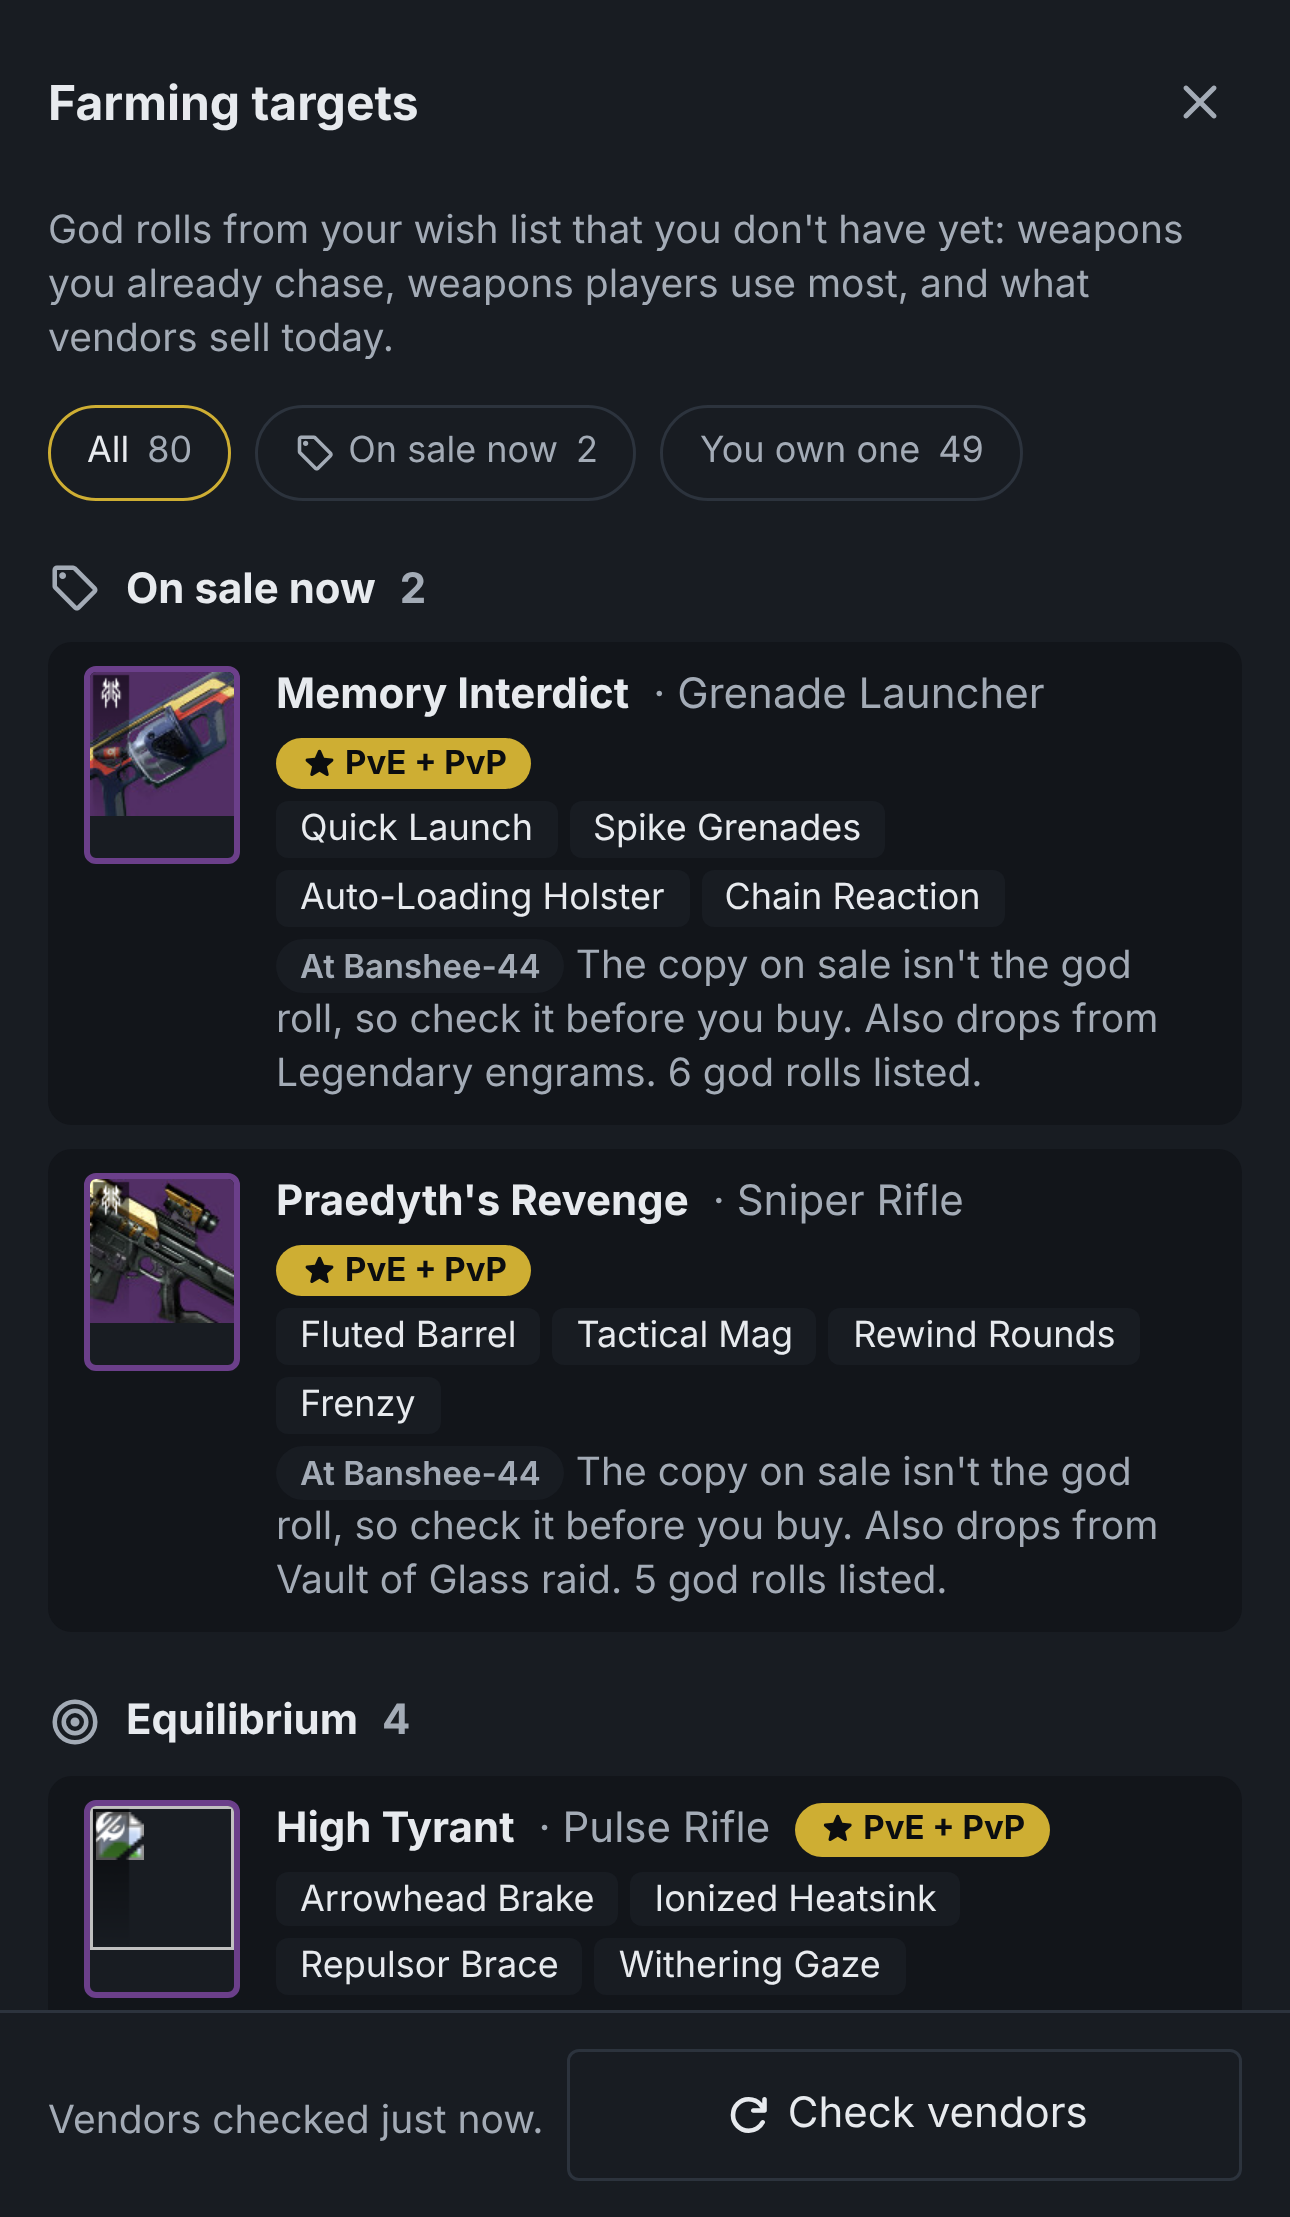 Farming targets
God rolls from your wish list that you don't have yet: weapons
you already chase, weapons players use most, and what
vendors sell today.
All 80 On sale now 2 You own one 49
On sale now 2
Memory Interdict · Grenade Launcher
PvE + PvP
Quick Launch Spike Grenades
Auto-Loading Holster Chain Reaction
At Banshee-44 The copy on sale isn't the god
roll, so check it before you buy. Also drops from
Legendary engrams. 6 god rolls listed.
Praedyth's Revenge · Sniper Rifle
PvE + PvP
Fluted Barrel Tactical Mag Rewind Rounds
Frenzy
At Banshee-44 The copy on sale isn't the god
roll, so check it before you buy. Also drops from
Vault of Glass raid. 5 god rolls listed.
Equilibrium 4
High Tyrant · Pulse Rifle PvE + PvP
Arrowhead Brake Ionized Heatsink
Repulsor Brace Withering Gaze
Vendors checked just now. Check vendors